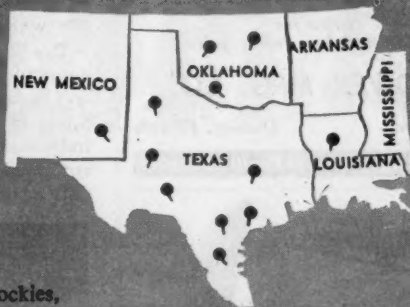 ARKANSAS
OKLAHOMA
NEW MEXICO
MISSISSIPPI
TEXAS
LOUISIANA
ockies,